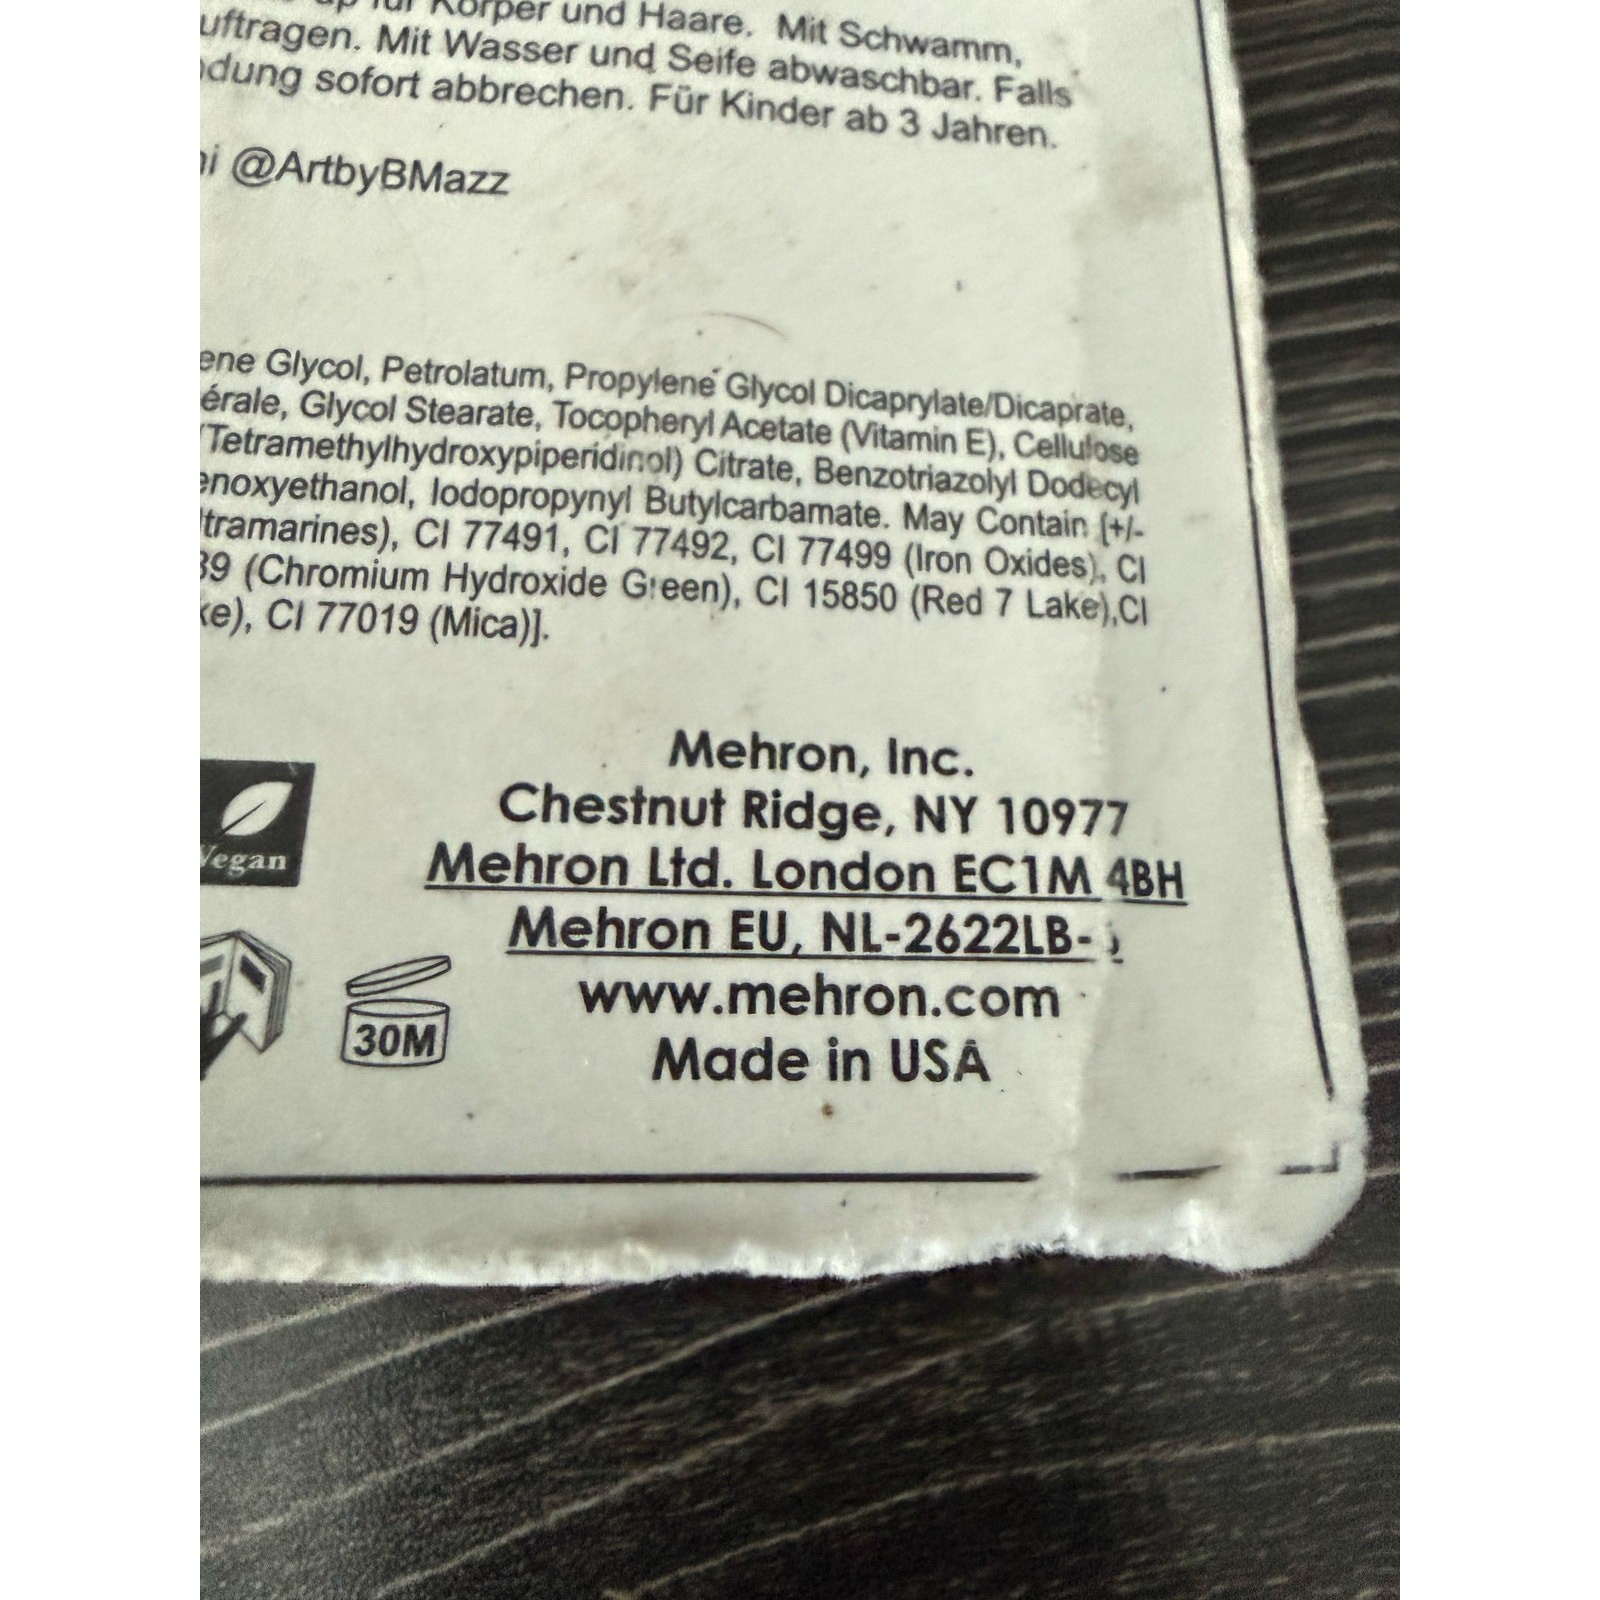 für Körper und Haare. Mit Schwamm,
uftragen. Mit Wasser und Seife abwaschbar. Falls
dung sofort abbrechen. Für Kinder ab 3 Jahren.
@ArtbyBMazz
ene Glycol, Petrolatum, Propylene Glycol Dicaprylate/Dicaprate,
érale, Glycol Stearate, Tocopheryl Acetate (Vitamin E), Cellulose
(Tetramethylhydroxypiperidinol) Citrate, Benzotriazolyl Dodecyl
enoxyethanol, Iodopropynyl Butylcarbamate. May Contain [+/-
ltramarines), CI 77491, CI 77492, CI 77499 (Iron Oxides), CI
39 (Chromium Hydroxide Green), CI 15850 (Red 7 Lake),CI
ke), CI 77019 (Mica)].
Vegan
30M
Mehron, Inc.
Chestnut Ridge, NY 10977
Mehron Ltd. London EC1M 4BH
Mehron EU, NL-2622LB-
www.mehron.com
Made in USA